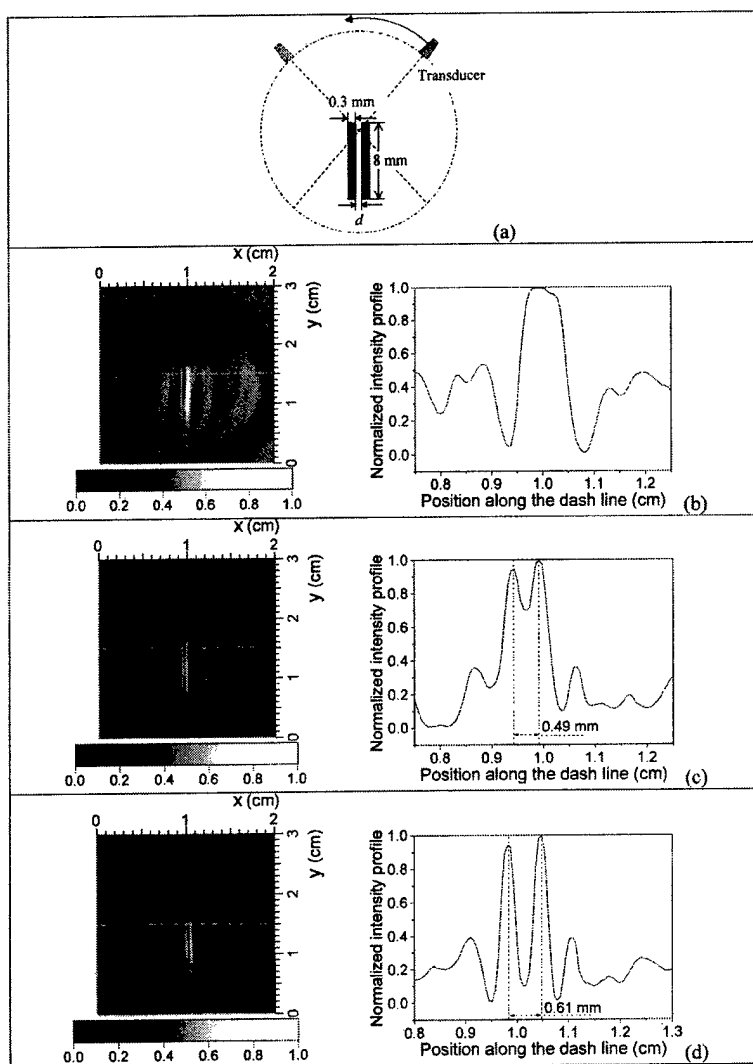 Transducer
0.3 mm
8 mm
d
(a)
x (cm)
0 1 2
y (cm)
3
2
1
0
0.0 0.2 0.4 0.6 0.8 1.0
Normalized intensity profile
1.0
0.8
0.6
0.4
0.2
0.0
0.8 0.9 1.0 1.1 1.2
Position along the dash line (cm)
(b)
x (cm)
0 1 2
y (cm)
3
2
1
0
0.0 0.2 0.4 0.6 0.8 1.0
Normalized intensity profile
1.0
0.8
0.6
0.4
0.2
0.0
0.49 mm
0.8 0.9 1.0 1.1 1.2
Position along the dash line (cm)
(c)
x (cm)
0 1 2
y (cm)
3
2
1
0
0.0 0.2 0.4 0.6 0.8 1.0
Normalized intensity profile
1.0
0.8
0.6
0.4
0.2
0.0
0.61 mm
0.8 0.9 1.0 1.1 1.2 1.3
Position along the dash line (cm)
(d)